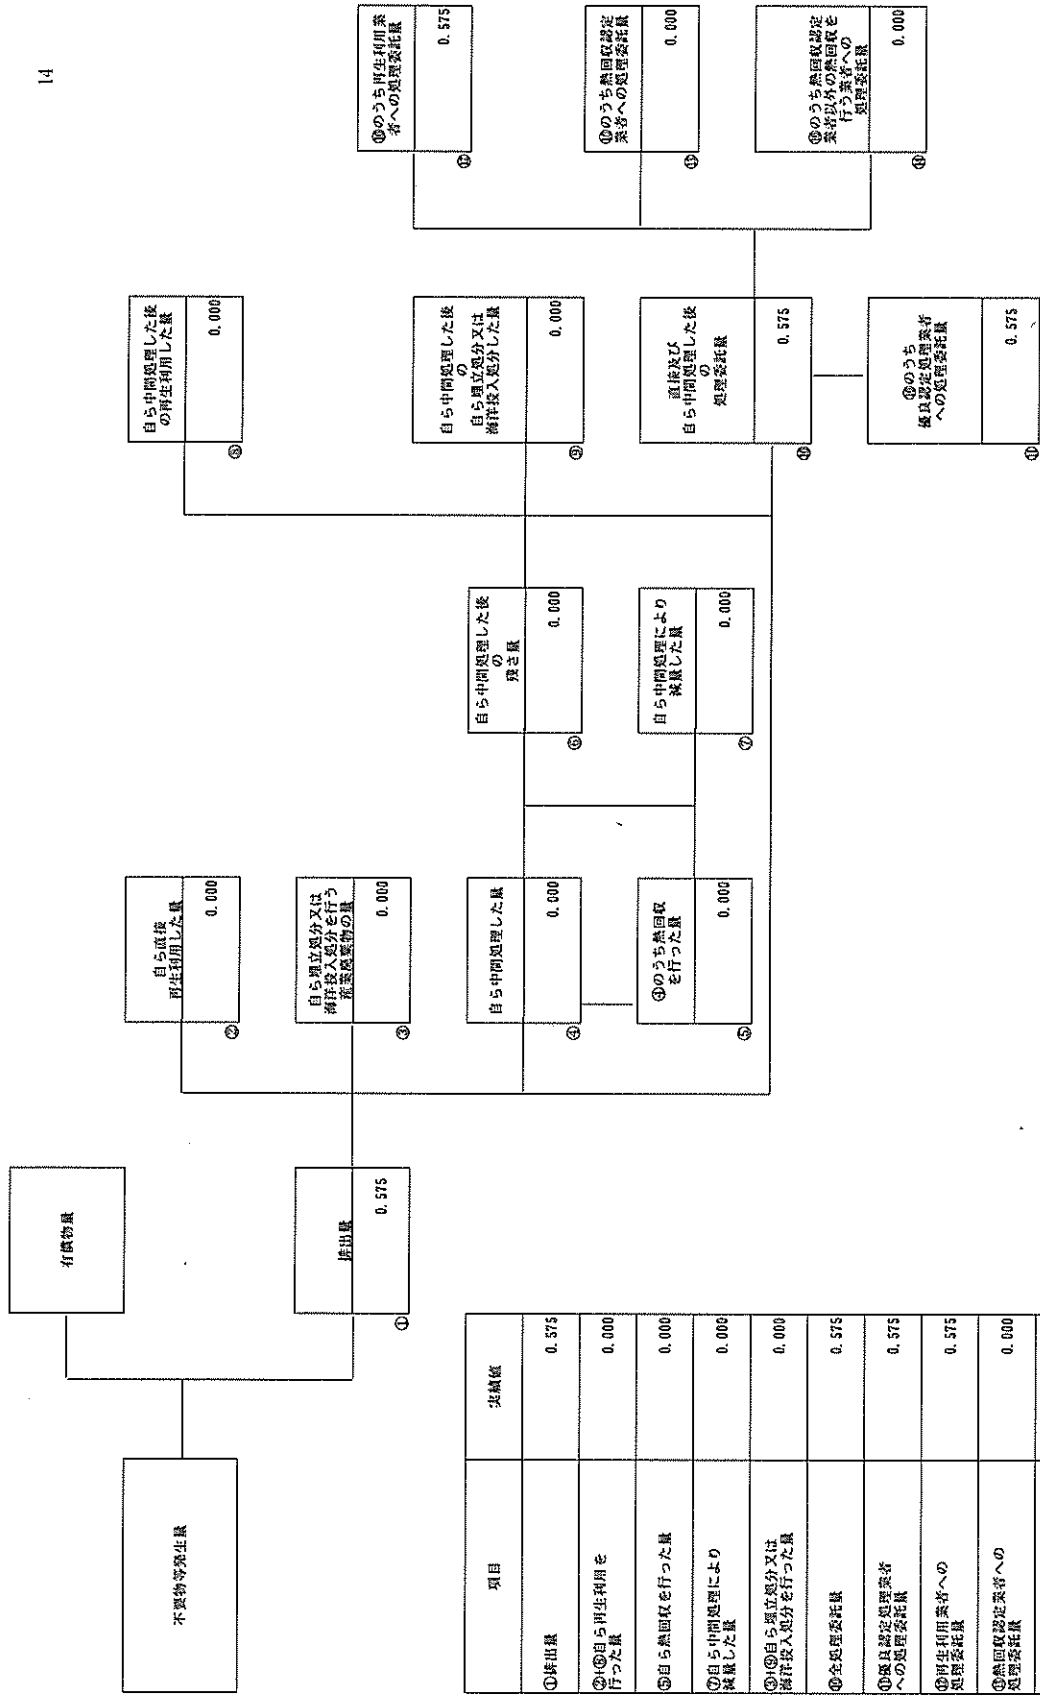 14
不要物等発生量
有償物量
排出量
0.575
①
自ら直接
再生利用した量
0.000
②
自ら埋立処分又は
海洋投入処分を行う
産業廃棄物の量
0.000
③
自ら中間処理した量
0.000
④
④のうち熱回収
を行った量
0.000
⑤
自ら中間処理した後
の
残さ量
0.000
⑥
自ら中間処理により
減量した量
0.000
⑦
自ら中間処理した後
の再生利用した量
0.000
⑧
自ら中間処理した後
の
自ら埋立処分又は
海洋投入処分した量
0.000
⑨
直接及び
自ら中間処理した後
の
処理委託量
0.575
⑩
⑩のうち
優良認定処理業者
への処理委託量
0.575
⑪
⑩のうち再生利用業
者への処理委託量
0.575
⑫
⑩のうち熱回収認定
業者への処理委託量
0.000
⑬
⑩のうち熱回収認定
業者以外の熱回収を
行う業者への
処理委託量
0.000
⑭
項目
実績値
①排出量
0.575
②+⑧自ら再生利用を
行った量
0.000
⑤自ら熱回収を行った量
0.000
⑦自ら中間処理により
減量した量
0.000
③+⑨自ら埋立処分又は
海洋投入処分を行った量
0.000
⑩全処理委託量
0.575
⑪優良認定処理業者
への処理委託量
0.575
⑫再生利用業者への
処理委託量
0.575
⑬熱回収認定業者への
処理委託量
0.000